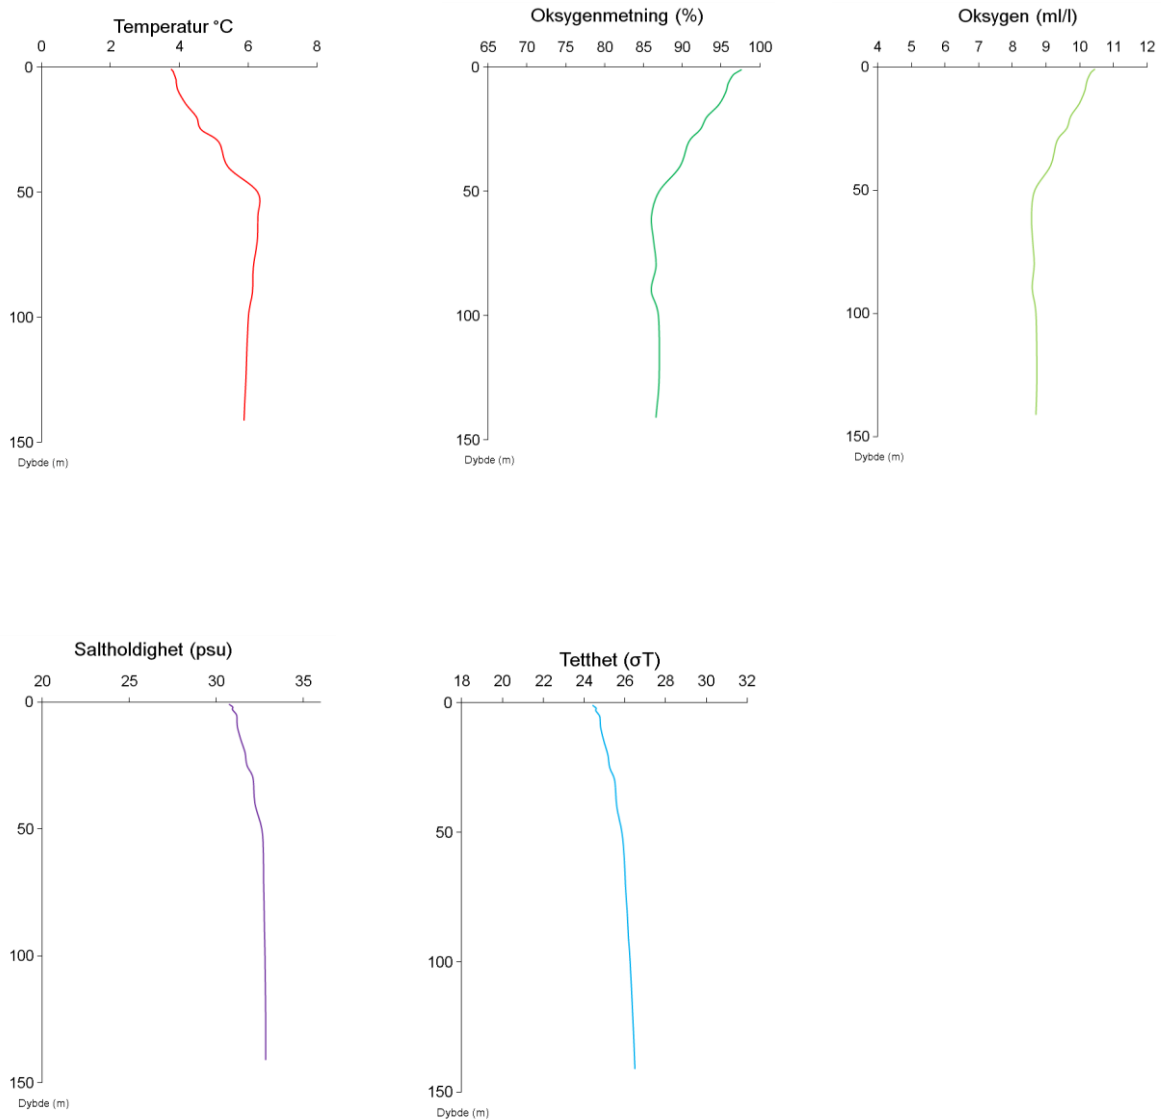 Temperatur °C
0 2 4 6 8
0
50
100
150
Dybde (m)
Oksygenmetning (%)
65 70 75 80 85 90 95 100
0
50
100
150
Dybde (m)
Oksygen (ml/l)
4 5 6 7 8 9 10 11 12
0
50
100
150
Dybde (m)
Saltholdighet (psu)
20 25 30 35
0
50
100
150
Dybde (m)
Tetthet (σT)
18 20 22 24 26 28 30 32
0
50
100
150
Dybde (m)